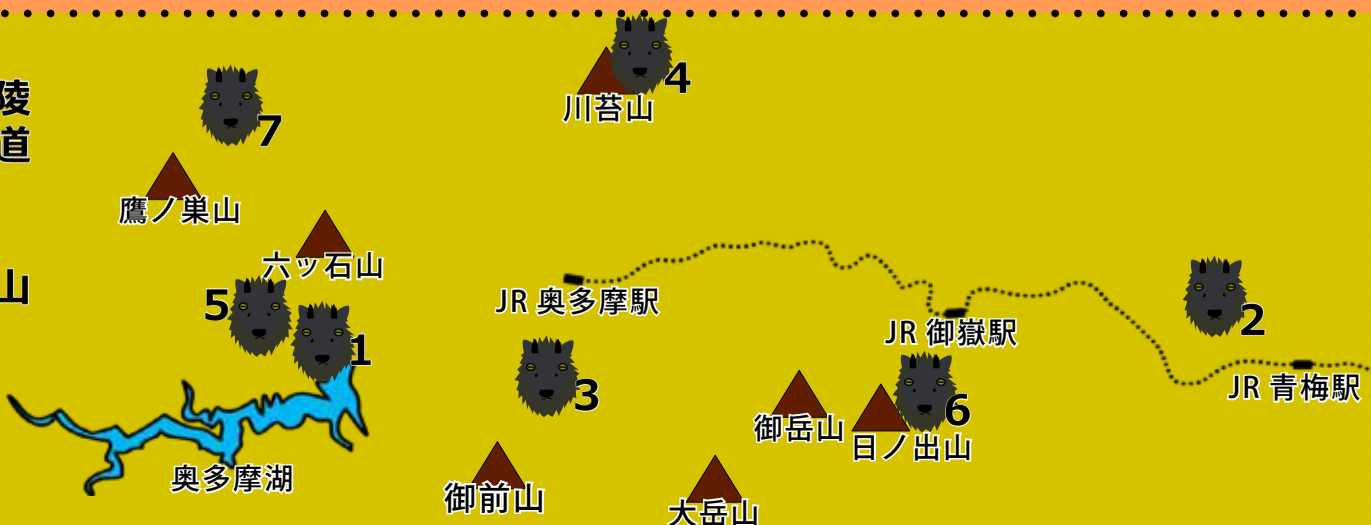 陵
道
山
4
川苔山
7
鷹ノ巣山
六ッ石山
5
1
JR 奥多摩駅
JR 御嶽駅
2
JR 青梅駅
3
6
御岳山
日ノ出山
奥多摩湖
御前山
大岳山